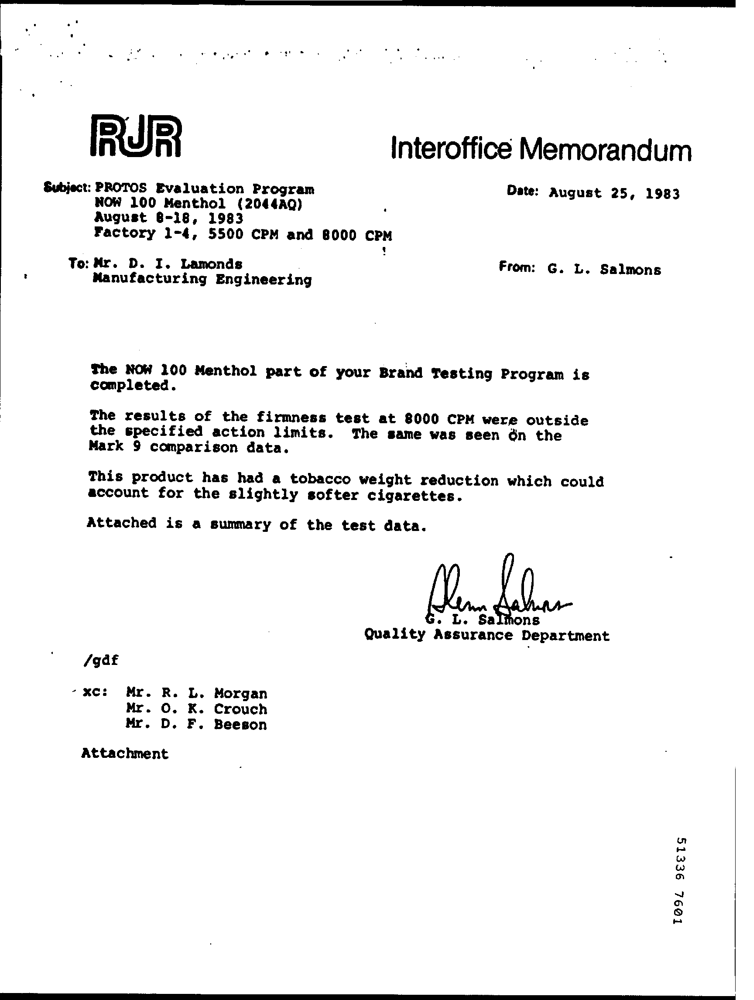 RJR
Interoffice Memorandum
Subject: PROTOS Evaluation Program
NOW 100 Menthol (2044AQ)
August 8-18, 1983
Factory 1-4, 5500 CPM and 8000 CPM
Date: August 25, 1983
To: Mr. D. I. Lamonds
Manufacturing Engineering
From: G. L. Salmons
The NOW 100 Menthol part of your Brand Testing Program is
completed.
The results of the firmness test at 8000 CPM were outside
the specified action limits. The same was seen on the
Mark 9 comparison data.
This product has had a tobacco weight reduction which could
account for the slightly softer cigarettes.
Attached is a summary of the test data.
Glenn Salmons
G. L. Salmons
Quality Assurance Department
/gdf
xc: Mr. R. L. Morgan
Mr. O. K. Crouch
Mr. D. F. Beeson
Attachment
51336 7601